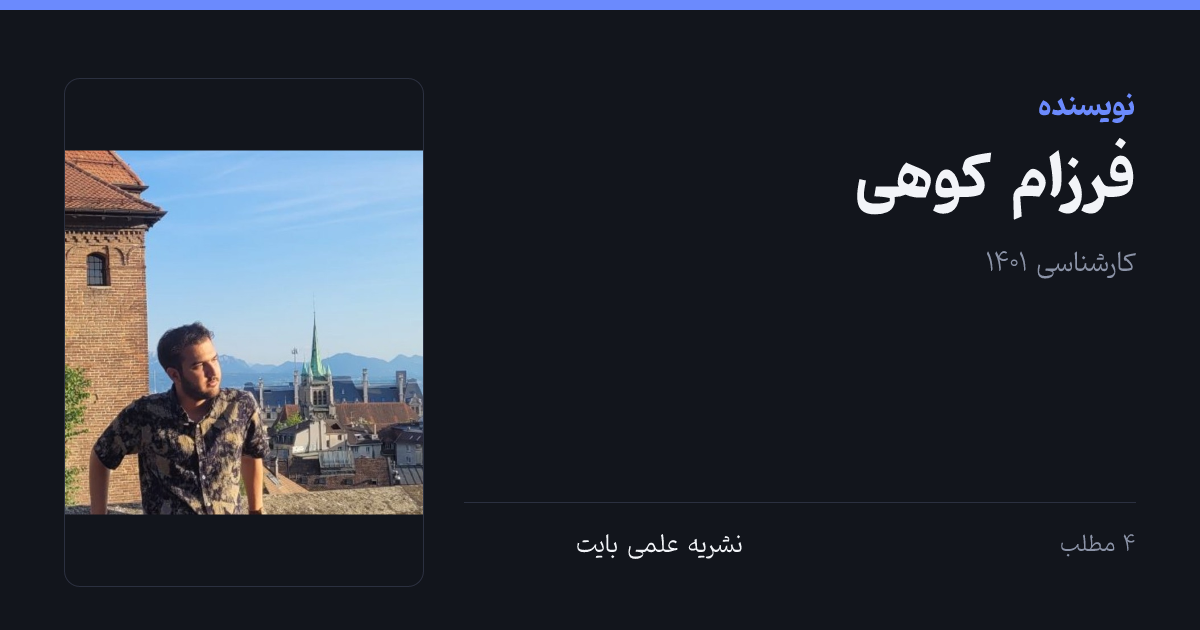 نویسنده
فرزام کوهی
کارشناسی ۱۴۰۱
۴ مطلب
نشریه علمی بایت